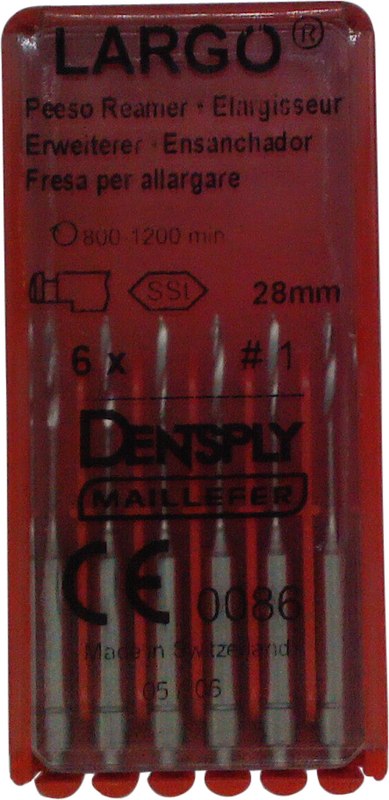 LARGO®
Peeso Reamer · Elargisseur
Erweiterer · Ensanchador
Fresa per allargare
800-1200 min
SSt 28mm
6 x #1
DENTSPLY
MAILLEFER
CE 0086
Made in Switzerland
05 / 06